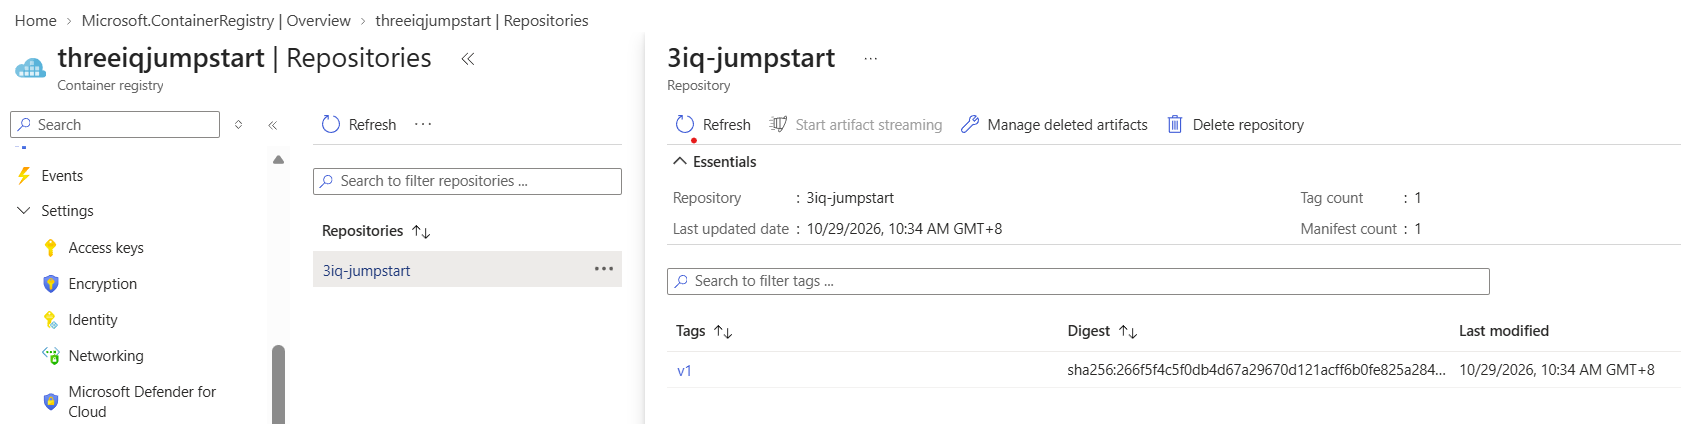 Home > Microsoft.ContainerRegistry | Overview > threeiqjumpstart | Repositories
threeiqjumpstart | Repositories
Container registry
Search
Events
Settings
Access keys
Encryption
Identity
Networking
Microsoft Defender for
Cloud
Refresh
Search to filter repositories ...
Repositories
3iq-jumpstart
3iq-jumpstart
Repository
Refresh Start artifact streaming Manage deleted artifacts Delete repository
Essentials
Repository : 3iq-jumpstart Tag count : 1
Last updated date : 10/29/2026, 10:34 AM GMT+8 Manifest count : 1
Search to filter tags ...
Tags Digest Last modified
v1 sha256:266f5f4c5f0db4d67a29670d121acff6b0fe825a284... 10/29/2026, 10:34 AM GMT+8